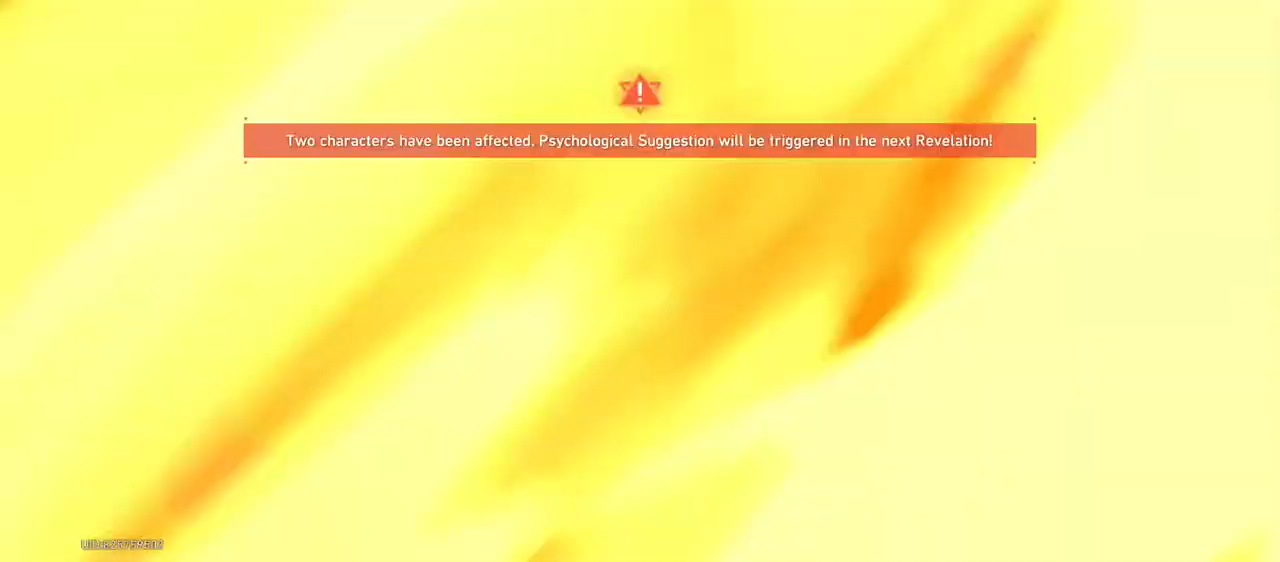 Two characters have been affected, Psychological Suggestion will be triggered in the next Revelation!